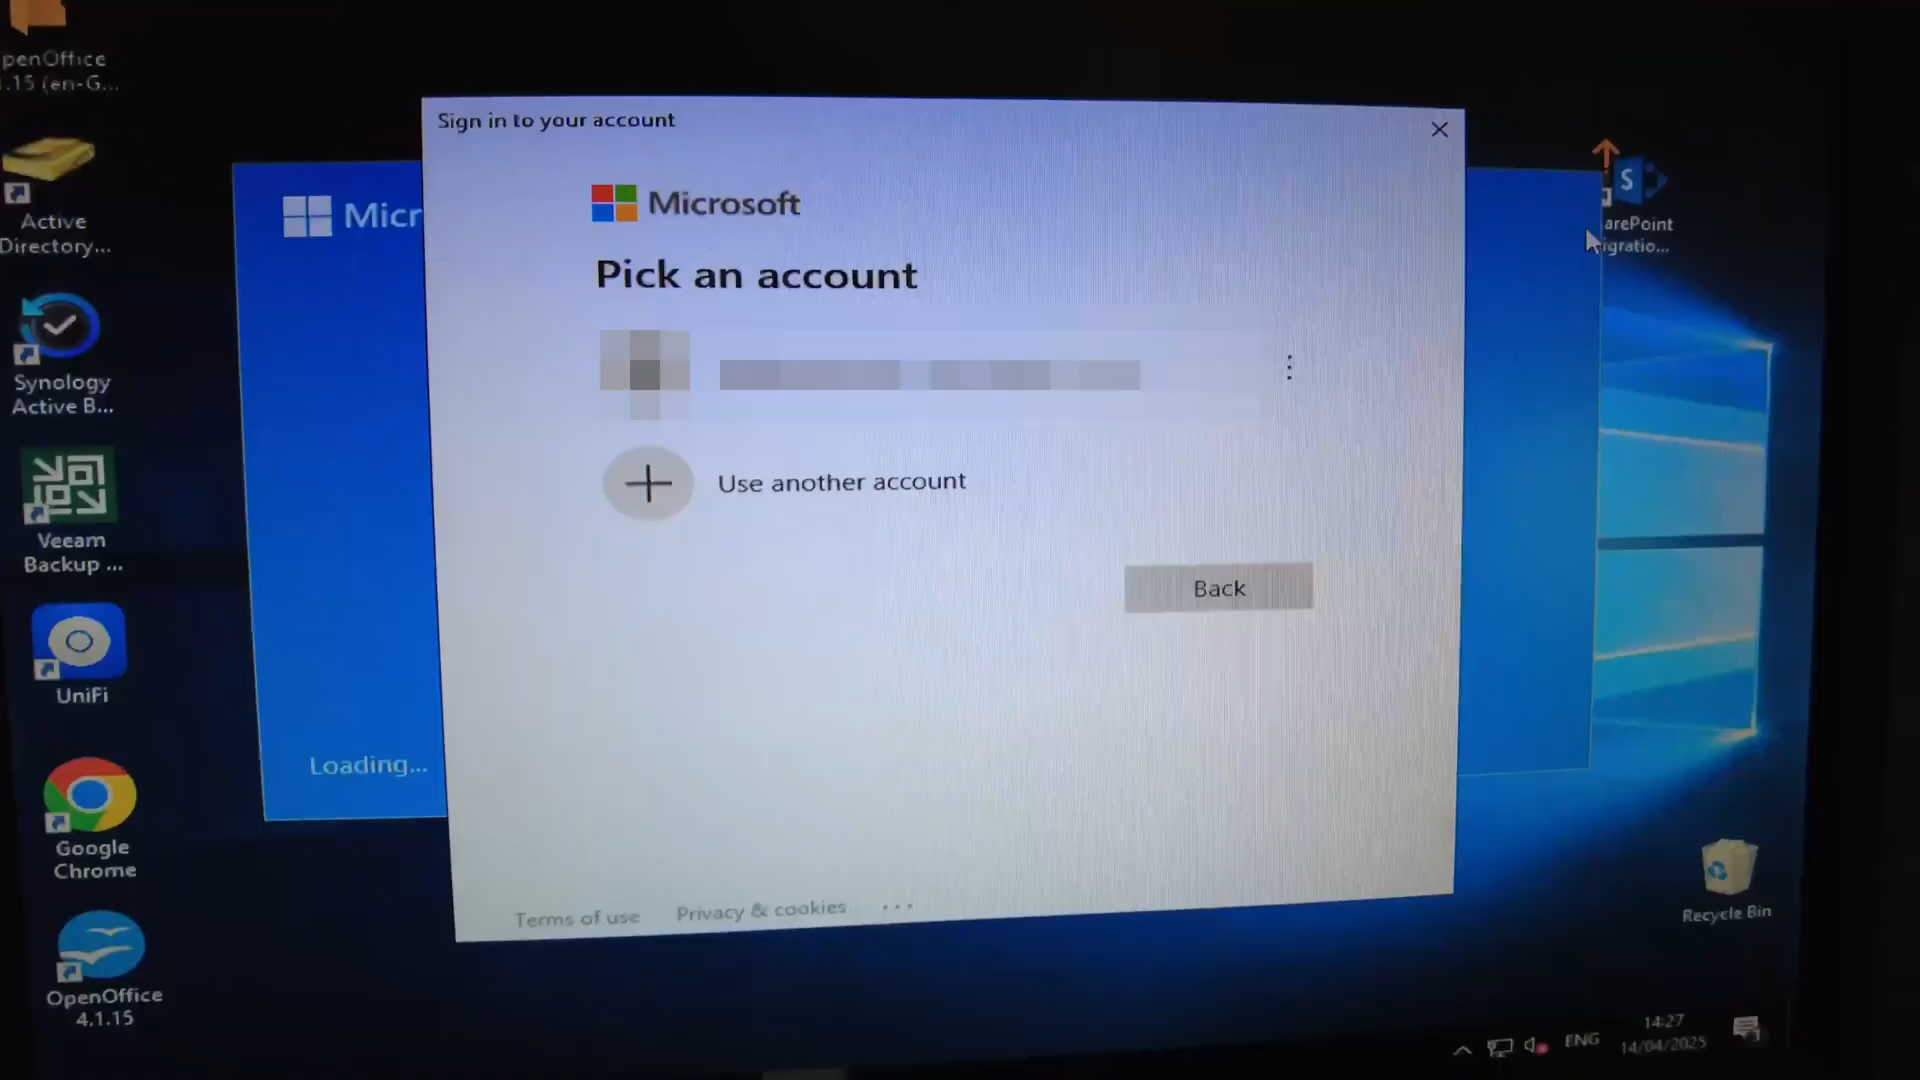 penOffice
.15 (en-G...
Active
Directory...
Synology
Active B...
Veeam
Backup ...
UniFi
Google
Chrome
OpenOffice
4.1.15
Micr
Loading...
Sign in to your account
Microsoft
Pick an account
Use another account
Back
Terms of use
Privacy & cookies
...
S
arePoint
igratio...
Recycle Bin
ENG
14:27
14/04/2025